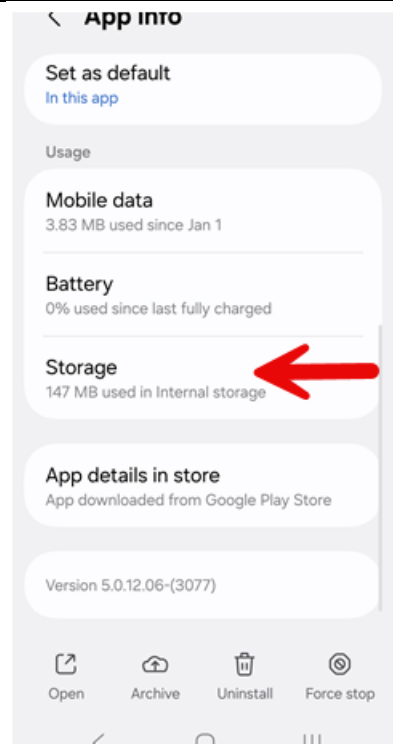 App info
Set as default
In this app
Usage
Mobile data
3.83 MB used since Jan 1
Battery
0% used since last fully charged
Storage
147 MB used in Internal storage
App details in store
App downloaded from Google Play Store
Version 5.0.12.06-(3077)
Open Archive Uninstall Force stop